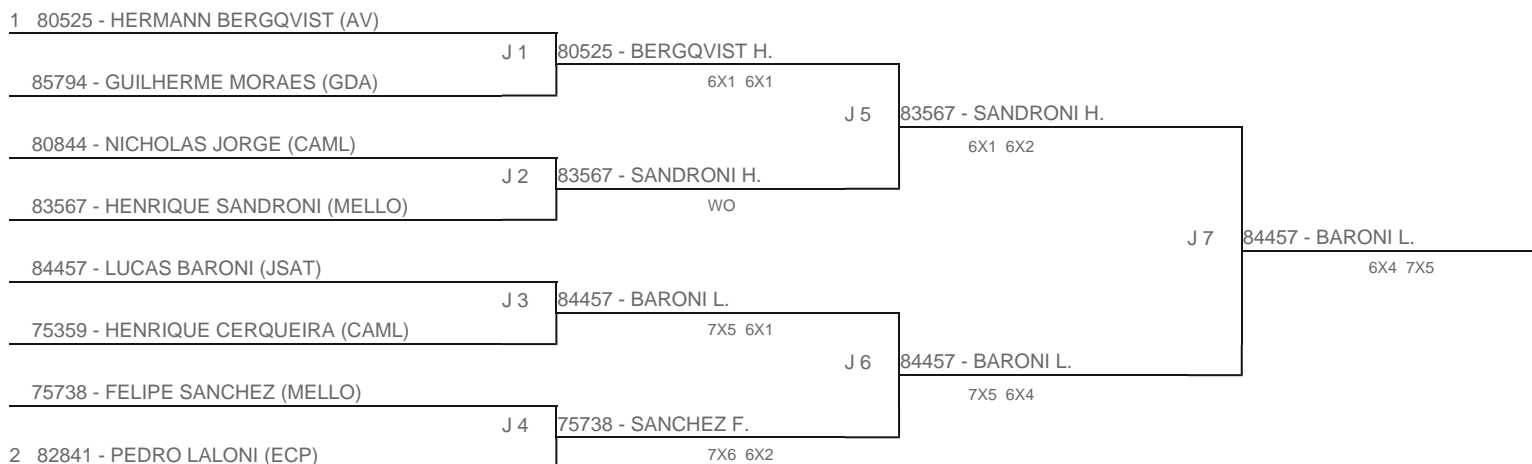 1 80525 - HERMANN BERGQVIST (AV)
J 1
80525 - BERGQVIST H.
85794 - GUILHERME MORAES (GDA)
6X1 6X1
J 5
83567 - SANDRONI H.
80844 - NICHOLAS JORGE (CAML)
6X1 6X2
J 2
83567 - SANDRONI H.
83567 - HENRIQUE SANDRONI (MELLO)
WO
J 7
84457 - BARONI L.
84457 - LUCAS BARONI (JSAT)
6X4 7X5
J 3
84457 - BARONI L.
75359 - HENRIQUE CERQUEIRA (CAML)
7X5 6X1
J 6
84457 - BARONI L.
75738 - FELIPE SANCHEZ (MELLO)
7X5 6X4
J 4
75738 - SANCHEZ F.
2 82841 - PEDRO LALONI (ECP)
7X6 6X2